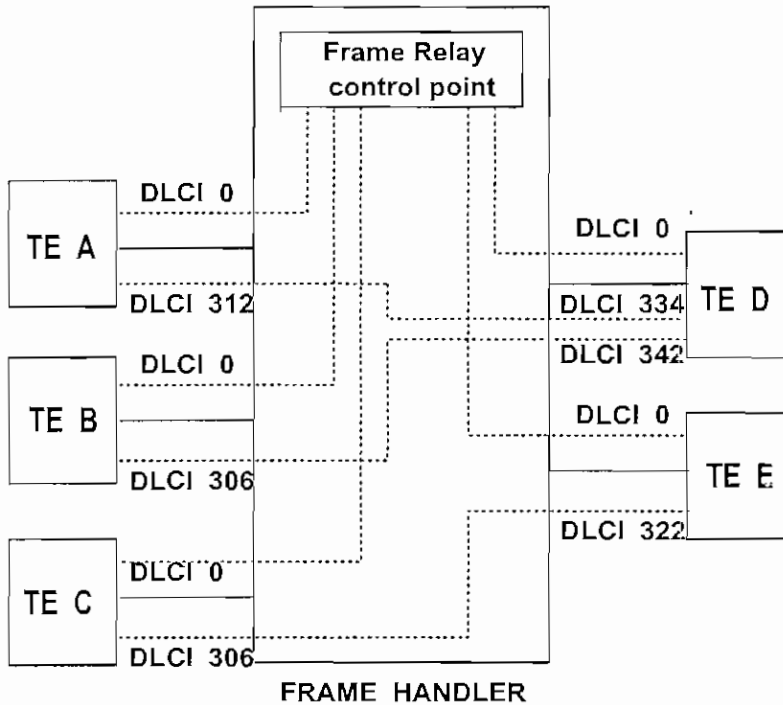 Frame Relay
control point
DLCI 0
TE A
DLCI 312
DLCI 0
TE B
DLCI 306
DLCI 0
TE C
DLCI 306
DLCI 0
TE D
DLCI 334
DLCI 342
DLCI 0
TE E
DLCI 322
FRAME HANDLER